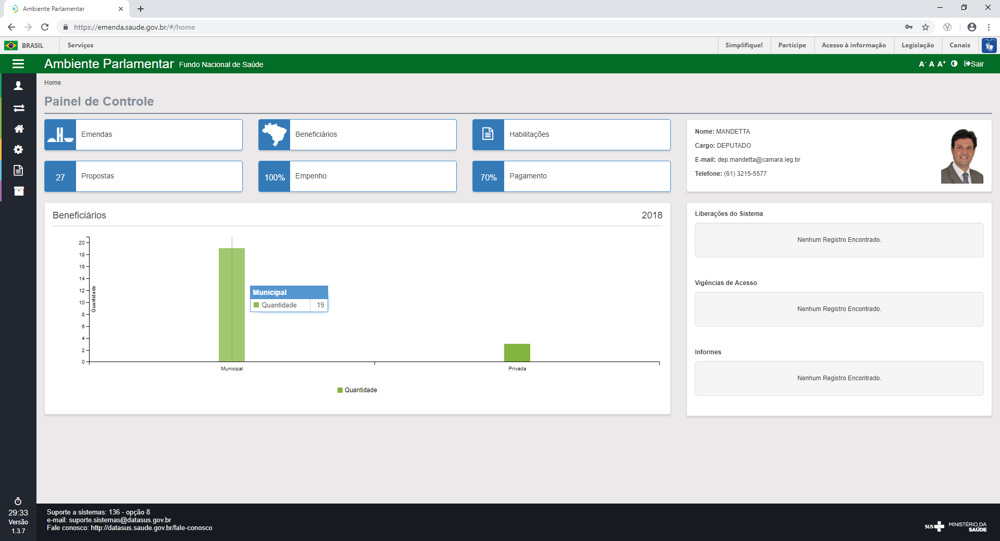 Ambiente Parlamentar
https://emenda.saude.gov.br/#/home
BRASIL
Serviços
Simplifique!
Participe
Acesso à informação
Legislação
Canais
Ambiente Parlamentar Fundo Nacional de Saúde
A- A A+ Sair
Home
Painel de Controle
Emendas
Beneficiários
Habilitações
27 Propostas
100% Empenho
70% Pagamento
Nome: MANDETTA
Cargo: DEPUTADO
E-mail: dep.mandetta@camara.leg.br
Telefone: (61) 3215-5577
Beneficiários
2018
20
18
16
14
12
10
8
6
4
2
0
Quantidade
Municipal
Quantidade 19
Municipal
Privada
Quantidade
Liberações do Sistema
Nenhum Registro Encontrado.
Vigências de Acesso
Nenhum Registro Encontrado.
Informes
Nenhum Registro Encontrado.
29:33
Versão
1.3.7
Suporte a sistemas: 136 - opção 8
e-mail: suporte.sistemas@datasus.gov.br
Fale conosco: http://datasus.saude.gov.br/fale-conosco
SUS
MINISTÉRIO DA
SAÚDE